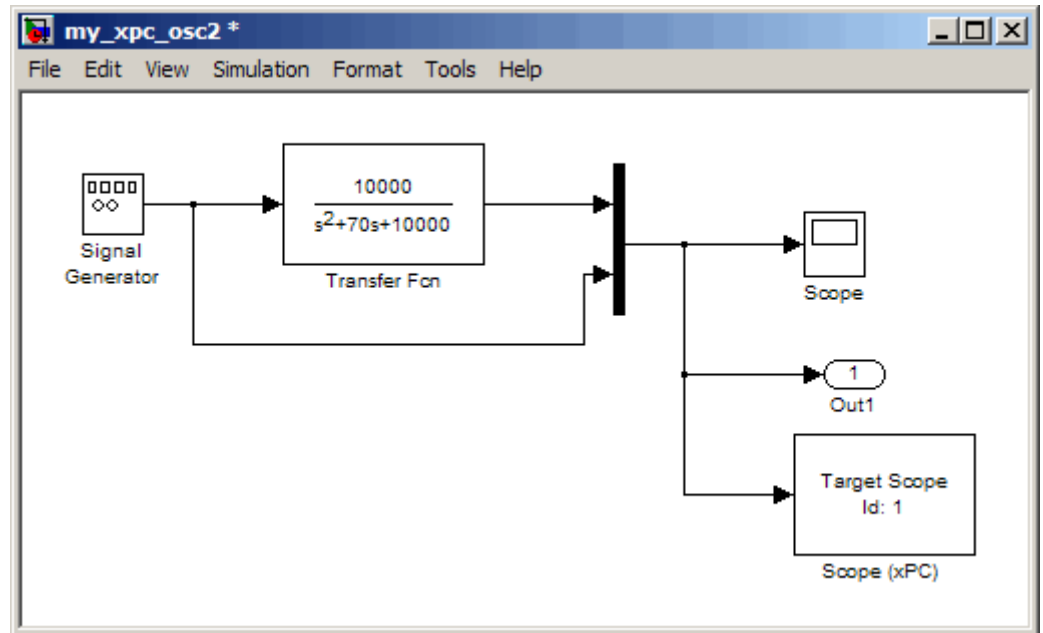 my_xpc_osc2 *
File Edit View Simulation Format Tools Help
Signal
Generator
10000
s²+70s+10000
Transfer Fcn
Scope
1
Out1
Target Scope
Id: 1
Scope (xPC)